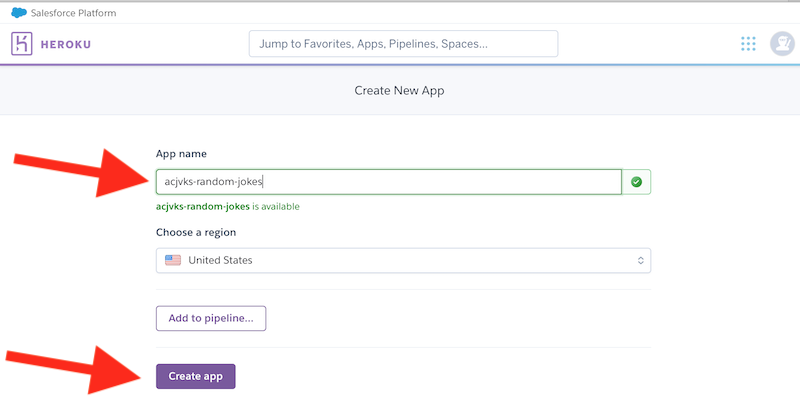 Salesforce Platform
HEROKU
Jump to Favorites, Apps, Pipelines, Spaces...
Create New App
App name
acjvks-random-jokes
acjvks-random-jokes is available
Choose a region
United States
Add to pipeline...
Create app